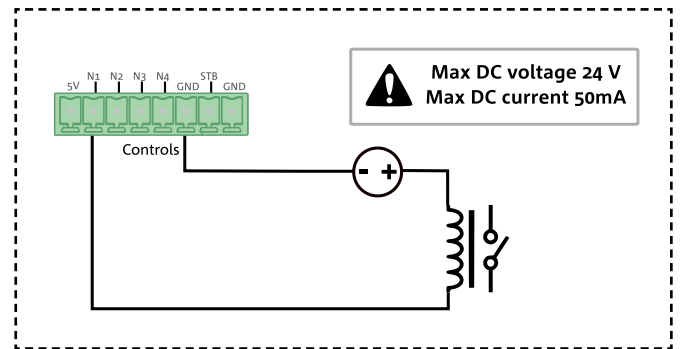 Max DC voltage 24 V
Max DC current 50mA
5V N1 N2 N3 N4 GND STB GND
Controls
- +